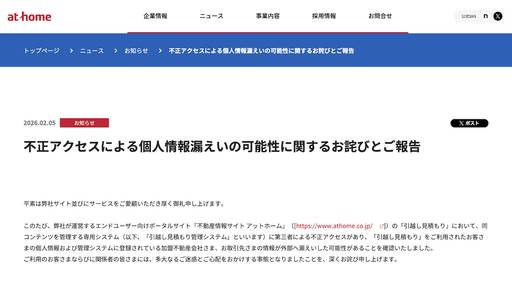 at home
企業情報
ニュース
事業内容
採用情報
お問合せ
トップページ
ニュース
お知らせ
不正アクセスによる個人情報漏えいの可能性に関するお詫びとご報告
2026.02.05
お知らせ
X ポスト
不正アクセスによる個人情報漏えいの可能性に関するお詫びとご報告
平素は弊社サイト並びにサービスをご愛顧いただき厚く御礼申し上げます。
このたび、弊社が運営するエンドユーザー向けポータルサイト「不動産情報サイト アットホーム」（https://www.athome.co.jp/）の「引越し見積もり」において、同
コンテンツを管理する専用システム（以下、「引越し見積もり管理システム」といいます）に第三者による不正アクセスがあり、「引越し見積もり」をご利用されたお客さ
まの個人情報および管理システムに登録されている加盟不動産会社さま、お取引先さまの情報が外部へ漏えいした可能性があることを確認いたしました。
ご利用のお客さまならびに関係者の皆さまには、多大なるご迷惑とご心配をおかけする事態となりましたことを、深くお詫び申し上げます。